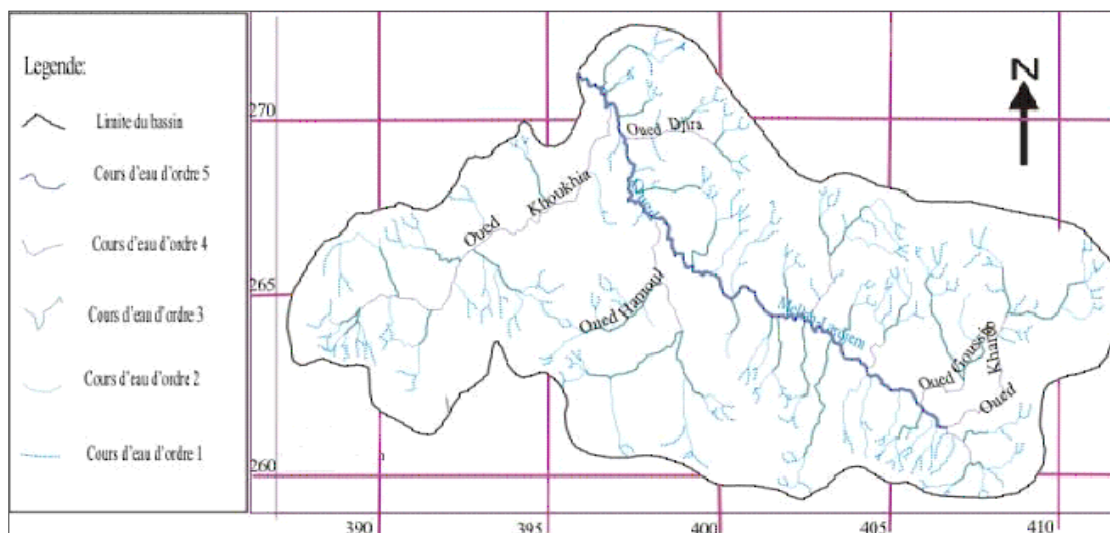 Legende:
Limite du bassin
Cours d'eau d'ordre 5
Cours d'eau d'ordre 4
Cours d'eau d'ordre 3
Cours d'eau d'ordre 2
Cours d'eau d'ordre 1
N
270
265
260
390
395
400
405
410
Oued Djira
Oued Khoukhia
Oued Hamoul
Oued Goussin
Oued